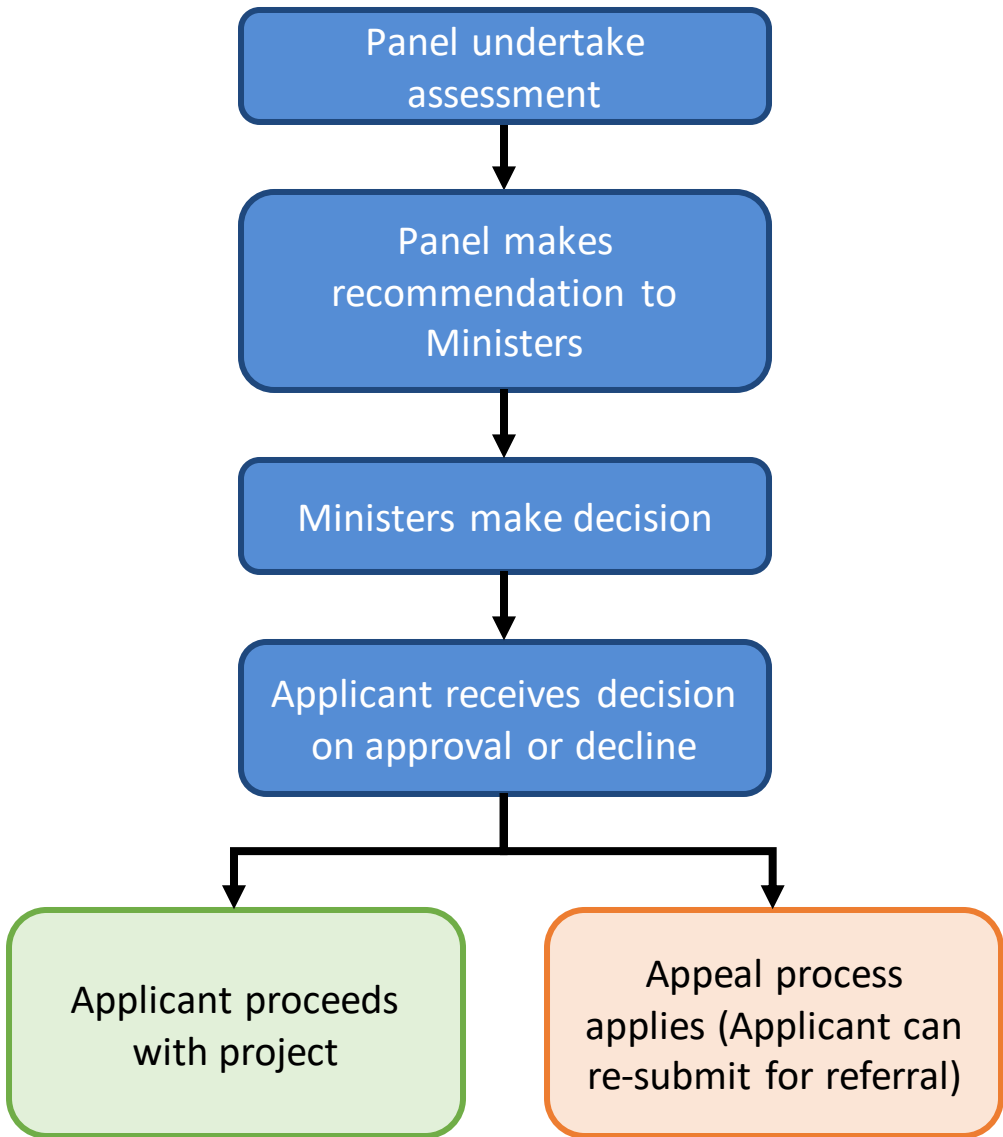 Panel undertake
assessment
Panel makes
recommendation to
Ministers
Ministers make decision
Applicant receives decision
on approval or decline
Applicant proceeds
with project
Appeal process
applies (Applicant can
re-submit for referral)